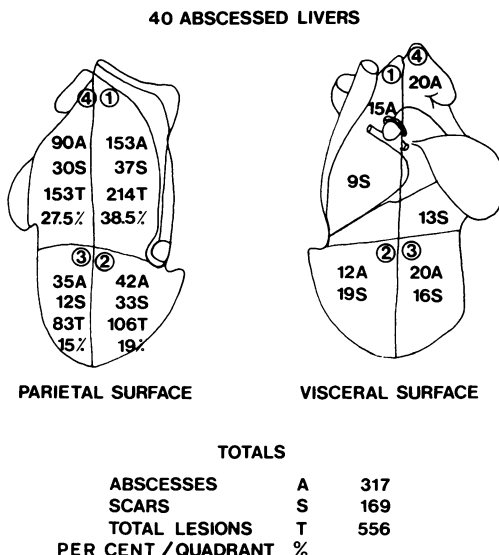 40 ABSCESSED LIVERS
④ ①
90A 153A
30S 37S
153T 214T
27.5% 38.5%
③ ②
35A 42A
12S 33S
83T 106T
15% 19%
PARIETAL SURFACE
① ④
20A
15A
9S
13S
② ③
12A 20A
19S 16S
VISCERAL SURFACE
TOTALS
ABSCESSES A 317
SCARS S 169
TOTAL LESIONS T 556
PER CENT / QUADRANT %